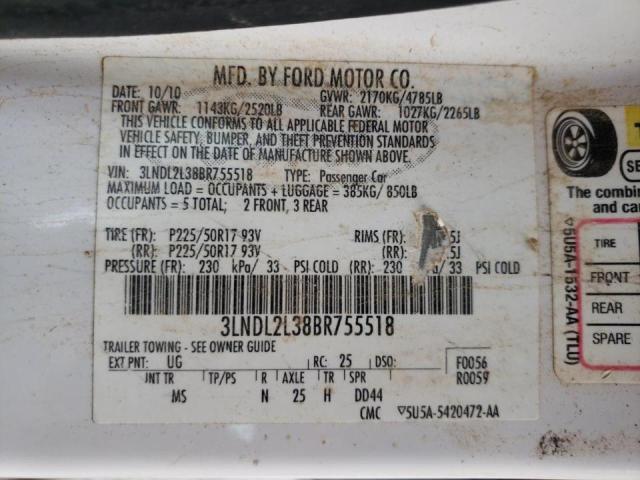 MFD. BY FORD MOTOR CO.
DATE: 10/10 GVWR: 2170KG/4785LB
FRONT GAWR: 1143KG/2520LB REAR GAWR: 1027KG/2265LB
THIS VEHICLE CONFORMS TO ALL APPLICABLE FEDERAL MOTOR
VEHICLE SAFETY, BUMPER, AND THEFT PREVENTION STANDARDS
IN EFFECT ON THE DATE OF MANUFACTURE SHOWN ABOVE.
VIN: 3LNDL2L38BR755518 TYPE: Passenger Car
MAXIMUM LOAD = OCCUPANTS + LUGGAGE = 385KG/850LB
OCCUPANTS = 5 TOTAL; 2 FRONT, 3 REAR
TIRE (FR): P225/50R17 93V RIMS (FR): 5J
(RR): P225/50R17 93V (RR): 5J
PRESSURE (FR): 230 kPa/33 PSI COLD (RR): 230 kPa/33 PSI COLD
3LNDL2L38BR755518
TRAILER TOWING - SEE OWNER GUIDE
EXT PNT: UG RC: 25 DSO: F0056
R0059
INT TR TP/PS R AXLE TR SPR
MS N 25 H DD44
CMC 5U5A-5420472-AA
5U5A-1532-AA (TLU)
The combin
and car
TIRE
FRONT
REAR
SPARE